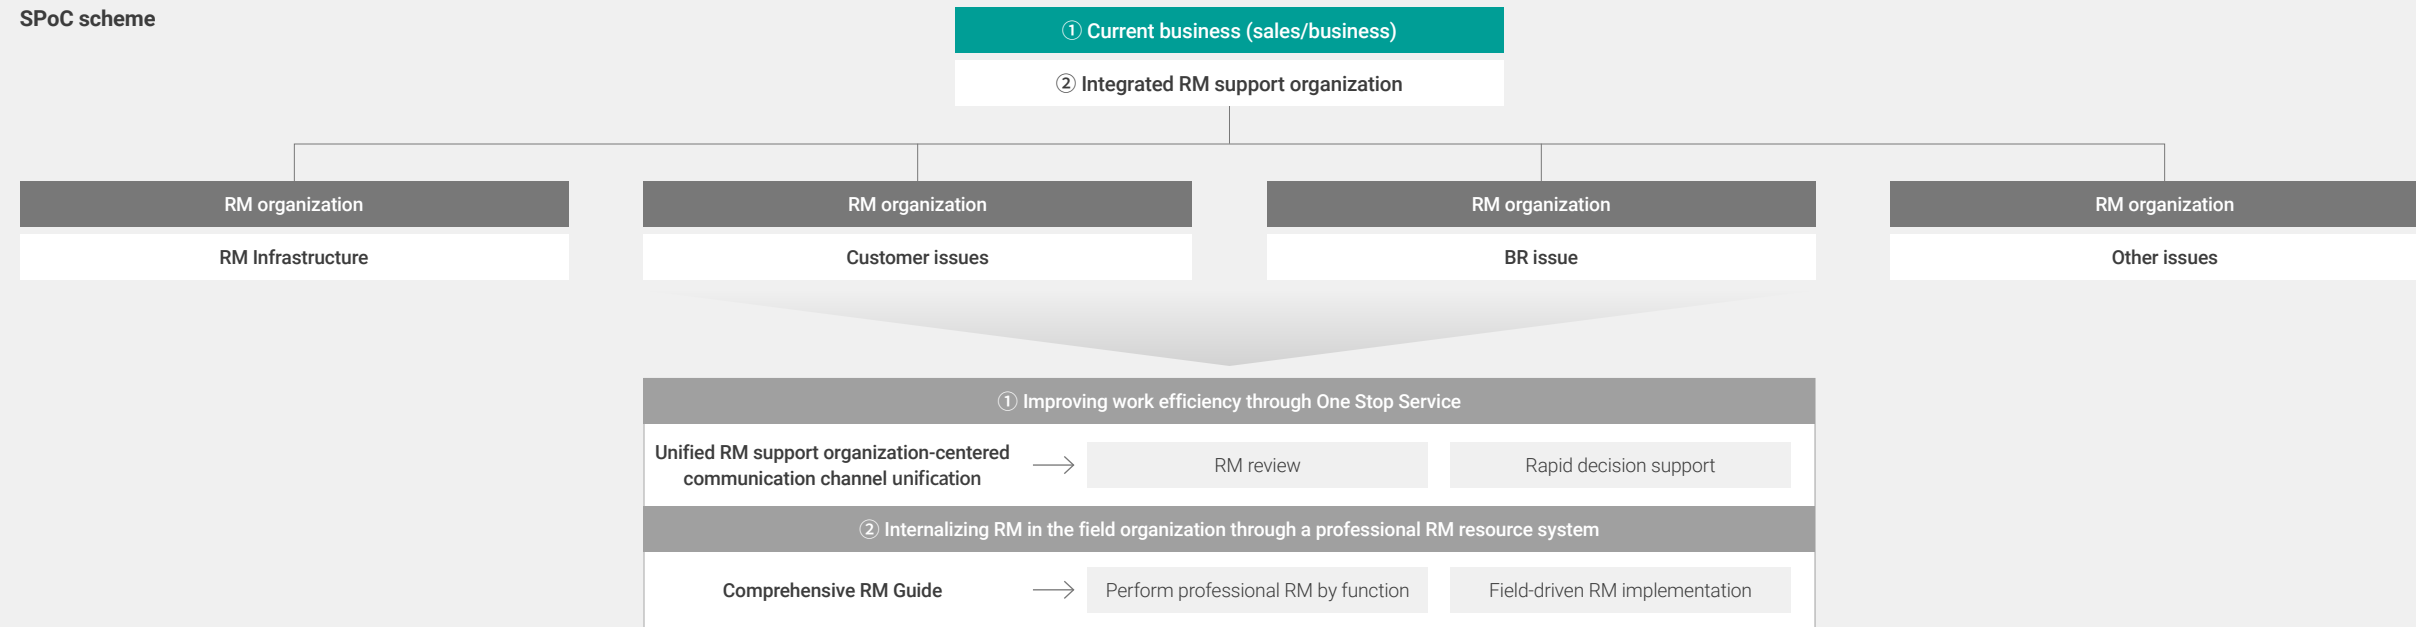 SPoC scheme
① Current business (sales/business)
② Integrated RM support organization
RM organization
RM organization
RM organization
RM organization
RM Infrastructure
Customer issues
BR issue
Other issues
① Improving work efficiency through One Stop Service
Unified RM support organization-centered
communication channel unification
RM review
Rapid decision support
② Internalizing RM in the field organization through a professional RM resource system
Comprehensive RM Guide
Perform professional RM by function
Field-driven RM implementation